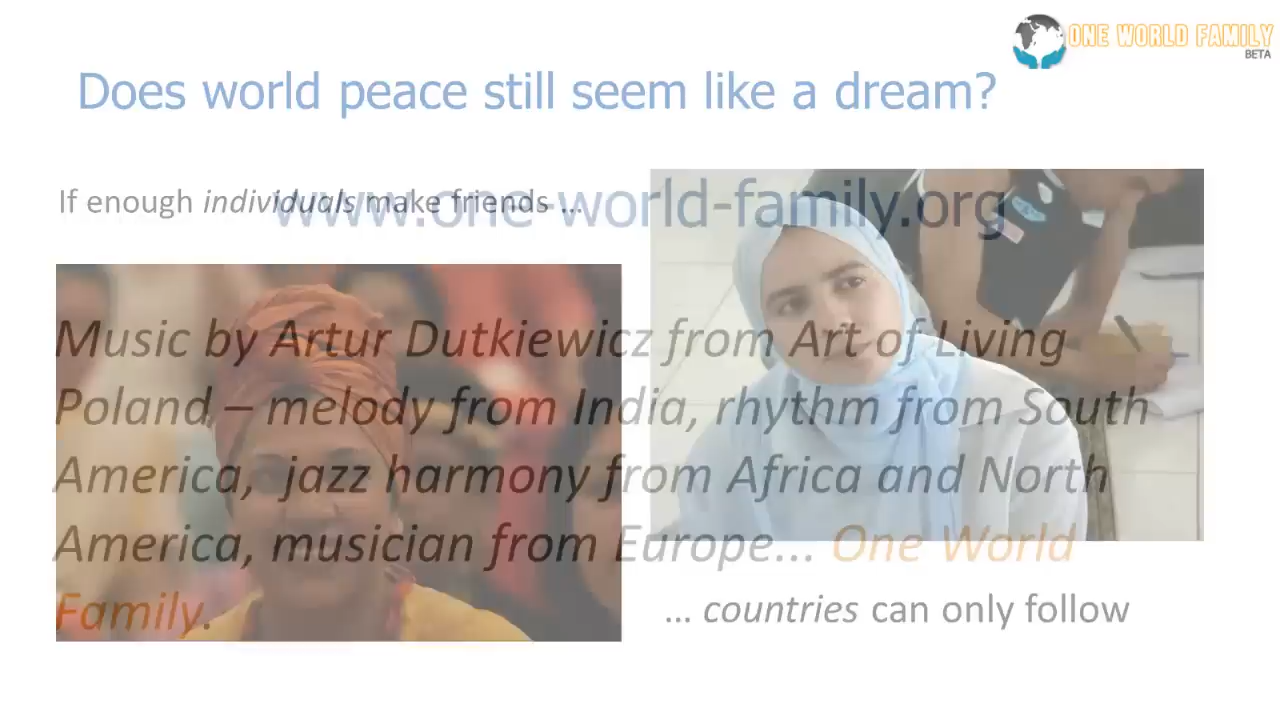 ONE WORLD FAMILY
BETA
Does world peace still seem like a dream?
If enough individuals make friends ...
www.one-world-family.org
Music by Artur Dutkiewicz from Art of Living
Poland – melody from India, rhythm from South
America, jazz harmony from Africa and North
America, musician from Europe... One World
Family.
... countries can only follow